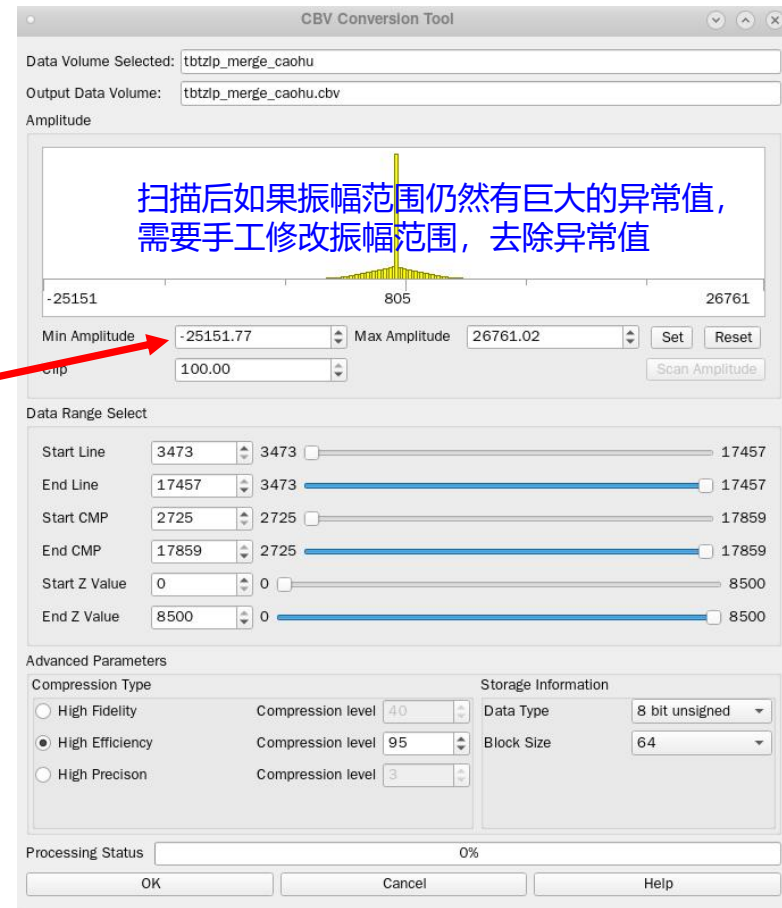 CBV Conversion Tool
Data Volume Selected: tbtzlp_merge_caohu
Output Data Volume: tbtzlp_merge_caohu.cbv
Amplitude
扫描后如果振幅范围仍然有巨大的异常值，
需要手工修改振幅范围，去除异常值
-25151 805 26761
Min Amplitude -25151.77 Max Amplitude 26761.02 Set Reset
Clip 100.00 Scan Amplitude
Data Range Select
Start Line 3473 3473 17457
End Line 17457 3473 17457
Start CMP 2725 2725 17859
End CMP 17859 2725 17859
Start Z Value 0 0 8500
End Z Value 8500 0 8500
Advanced Parameters
Compression Type Storage Information
High Fidelity Compression level 40 Data Type 8 bit unsigned
High Efficiency Compression level 95 Block Size 64
High Precison Compression level 3
Processing Status 0%
OK Cancel Help